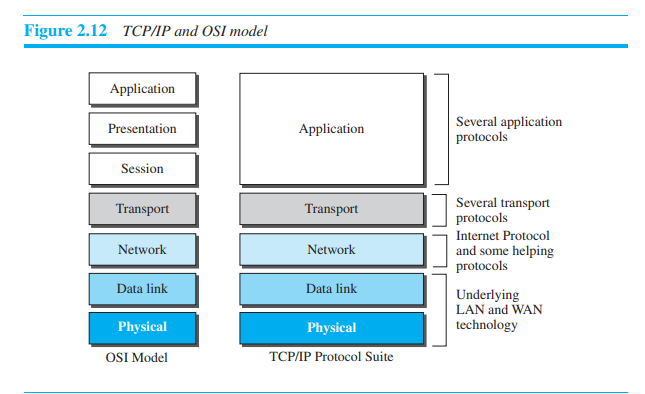 Figure 2.12 TCP/IP and OSI model
Application
Presentation
Session
Transport
Network
Data link
Physical
OSI Model
Application
Transport
Network
Data link
Physical
TCP/IP Protocol Suite
Several application
protocols
Several transport
protocols
Internet Protocol
and some helping
protocols
Underlying
LAN and WAN
technology